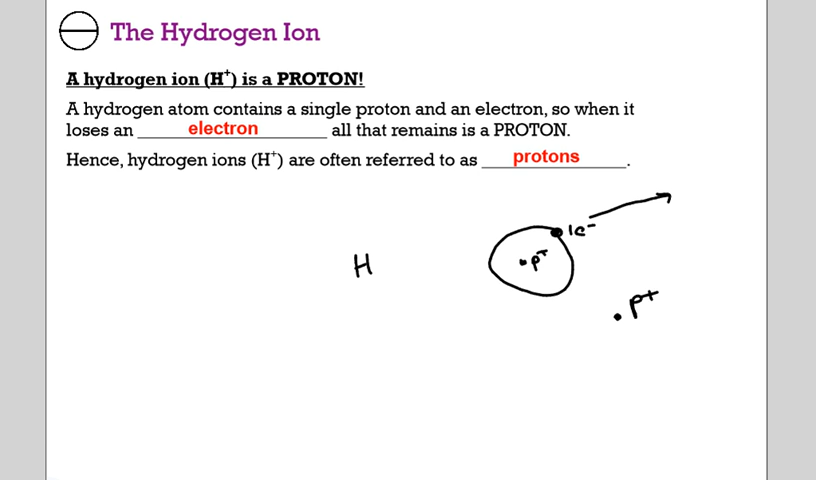 The Hydrogen Ion
A hydrogen ion (H⁺) is a PROTON!
A hydrogen atom contains a single proton and an electron, so when it
loses an electron all that remains is a PROTON.
Hence, hydrogen ions (H⁺) are often referred to as protons.
1e⁻
H
p⁺
p⁺